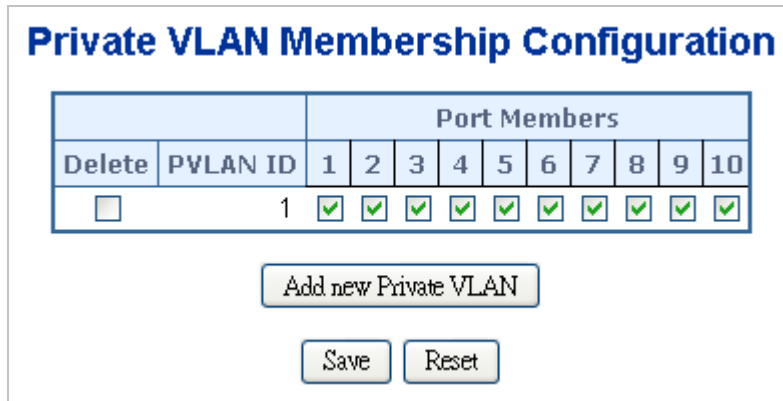 Private VLAN Membership Configuration
Port Members
Delete PVLAN ID 1 2 3 4 5 6 7 8 9 10
1
Add new Private VLAN
Save Reset